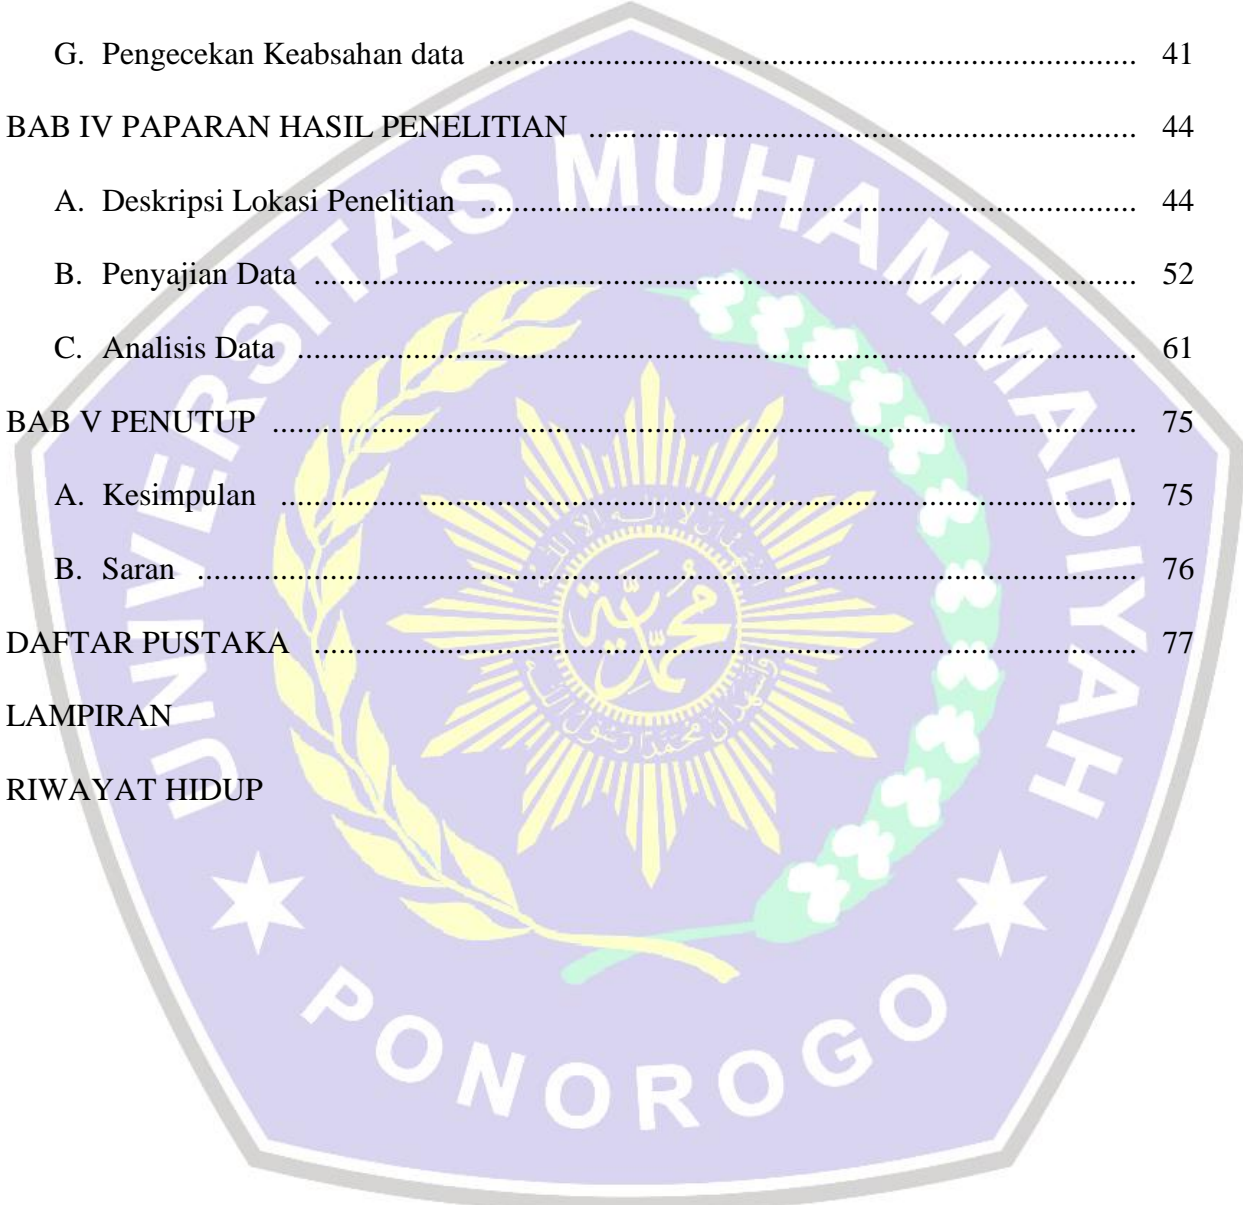 G. Pengecekan Keabsahan data ................................................................................ 41
BAB IV PAPARAN HASIL PENELITIAN ................................................................... 44
A. Deskripsi Lokasi Penelitian ................................................................................ 44
B. Penyajian Data ..................................................................................................... 52
C. Analisis Data ....................................................................................................... 61
BAB V PENUTUP .......................................................................................................... 75
A. Kesimpulan ......................................................................................................... 75
B. Saran ................................................................................................................... 76
DAFTAR PUSTAKA ..................................................................................................... 77
LAMPIRAN
RIWAYAT HIDUP
UNIVERSITAS MUHAMMADIYAH
PONOROGO
محمدية